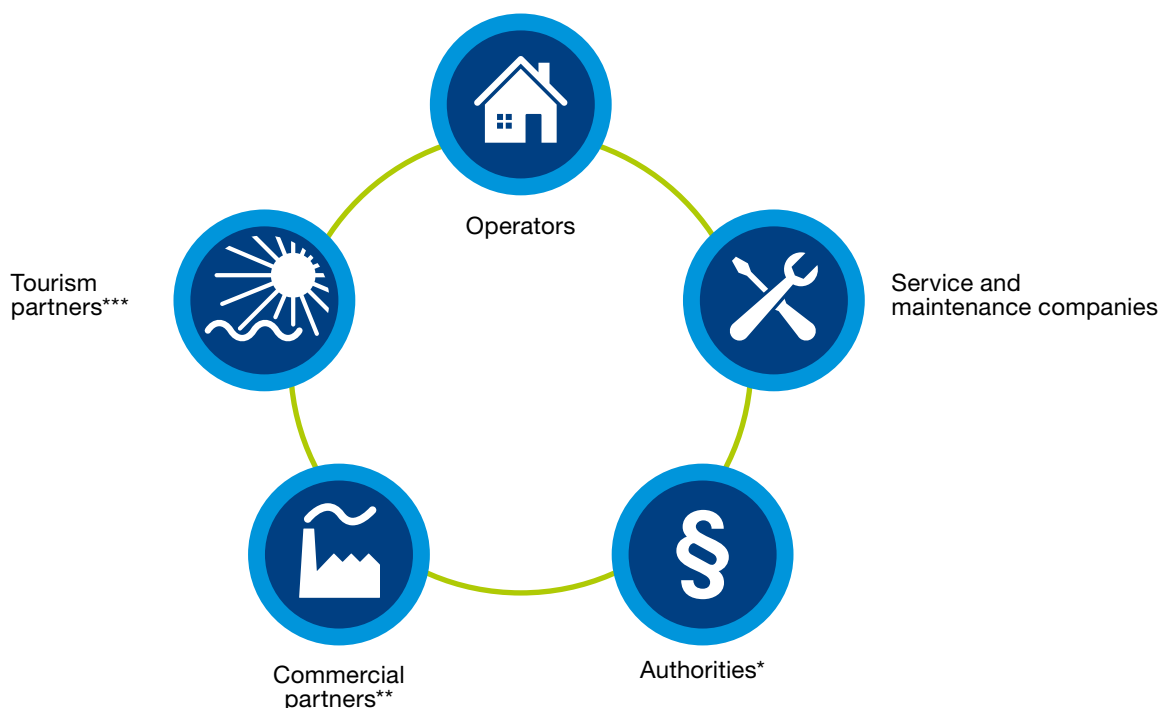 Operators
Tourism
partners***
Service and
maintenance companies
§
Commercial
partners**
Authorities*